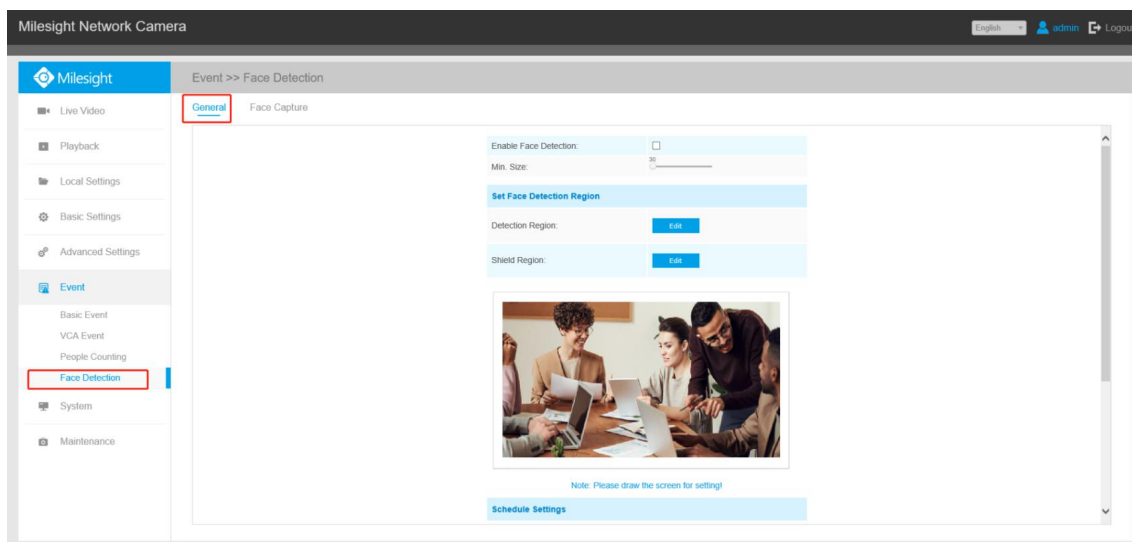 Milesight Network Camera
English admin Logou
Milesight
Event >> Face Detection
Live Video
Playback
Local Settings
Basic Settings
Advanced Settings
Event
Basic Event
VCA Event
People Counting
Face Detection
System
Maintenance
General Face Capture
Enable Face Detection:
Min. Size: 30
Set Face Detection Region
Detection Region: Edit
Shield Region: Edit
Note: Please draw the screen for setting!
Schedule Settings